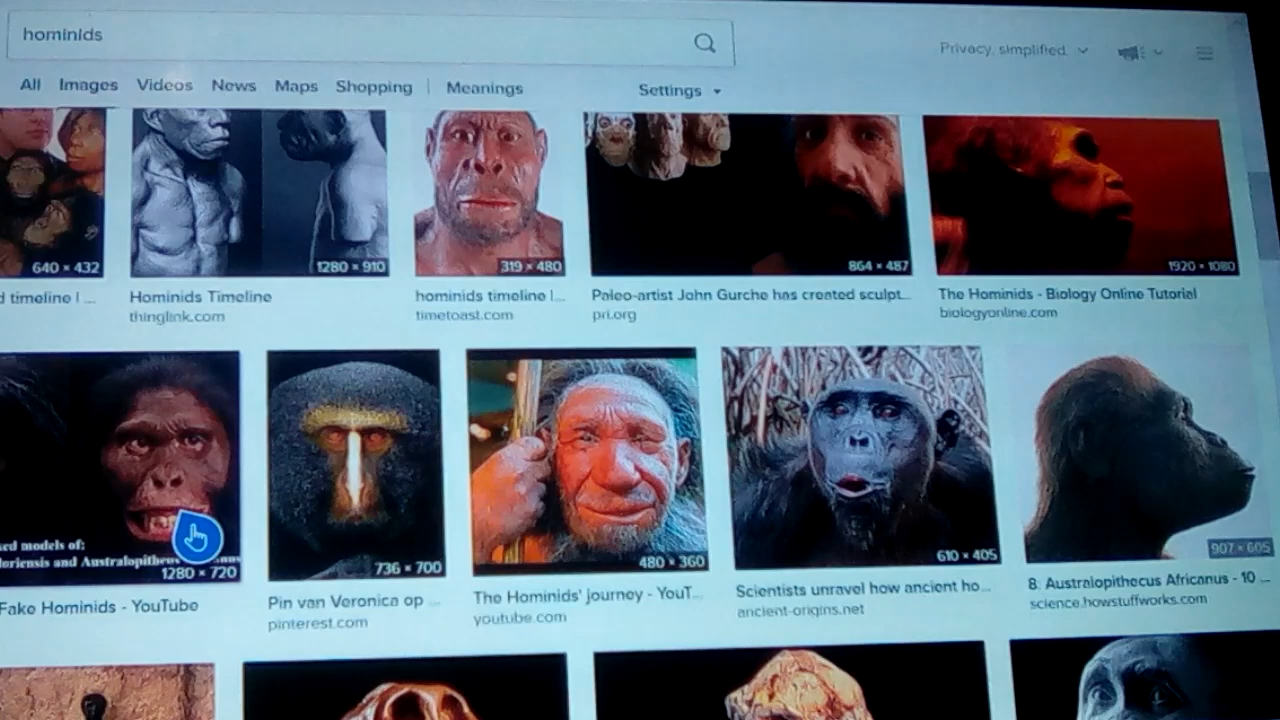 hominids
Privacy, simplified.
All Images Videos News Maps Shopping Meanings
Settings
640 × 432
1280 × 910
319 × 480
864 × 487
1920 × 1080
d timeline | ...
Hominids Timeline
thinglink.com
hominids timeline |...
timetoast.com
Paleo-artist John Gurche has created sculpt...
pri.org
The Hominids - Biology Online Tutorial
biologyonline.com
models of:
and
1280 × 720
736 × 700
480 × 360
610 × 405
907 × 605
Fake Hominids - YouTube
Pin van Veronica op ...
pinterest.com
The Hominids' journey - YouT...
youtube.com
Scientists unravel how ancient ho...
ancient-origins.net
8: Australopithecus Africanus - 10 ...
science.howstuffworks.com